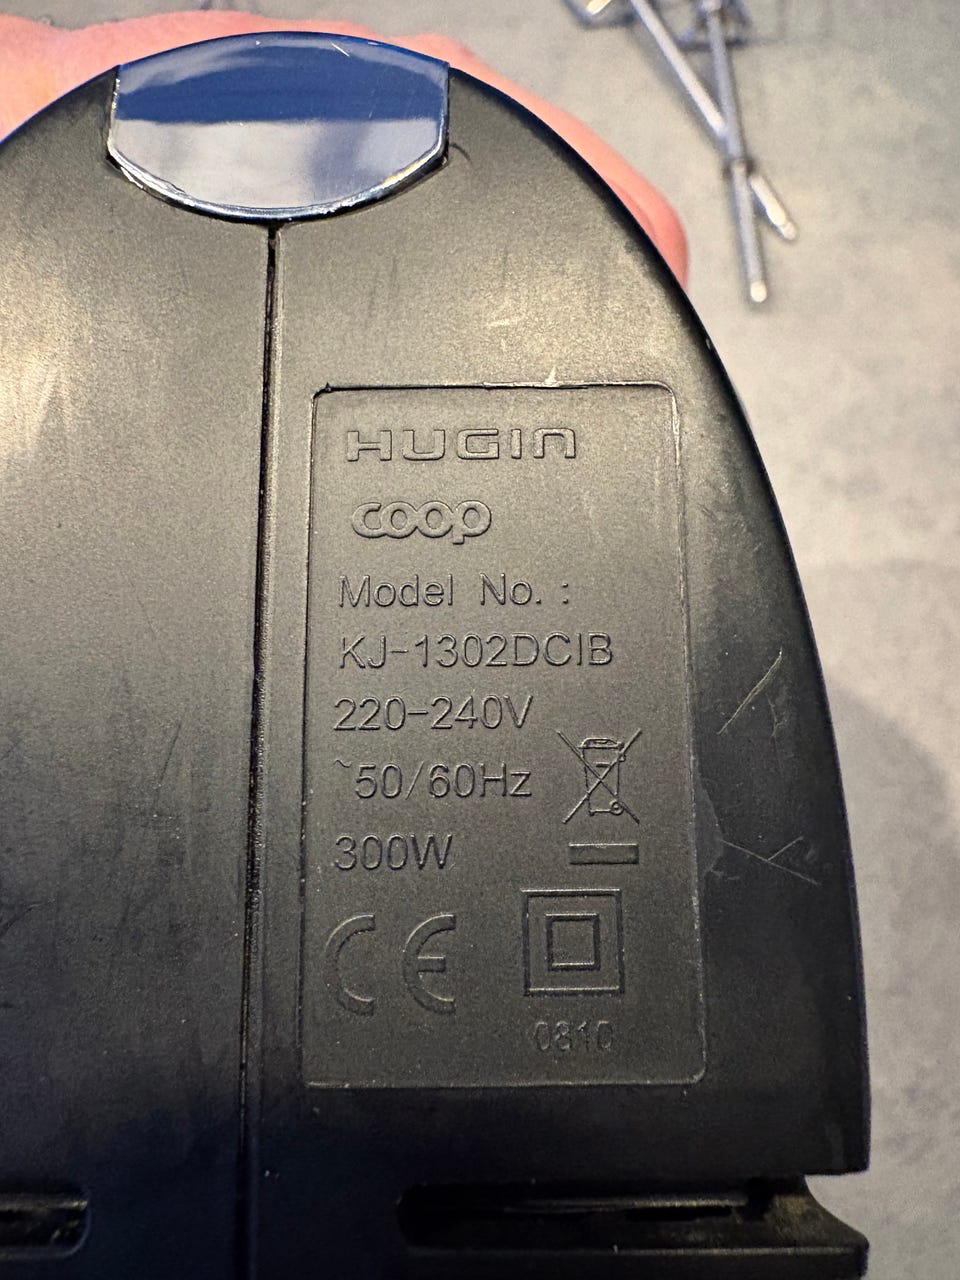 HUGIN
coop
Model No. :
KJ-1302DCIB
220-240V
~50/60Hz
300W
CE
0810